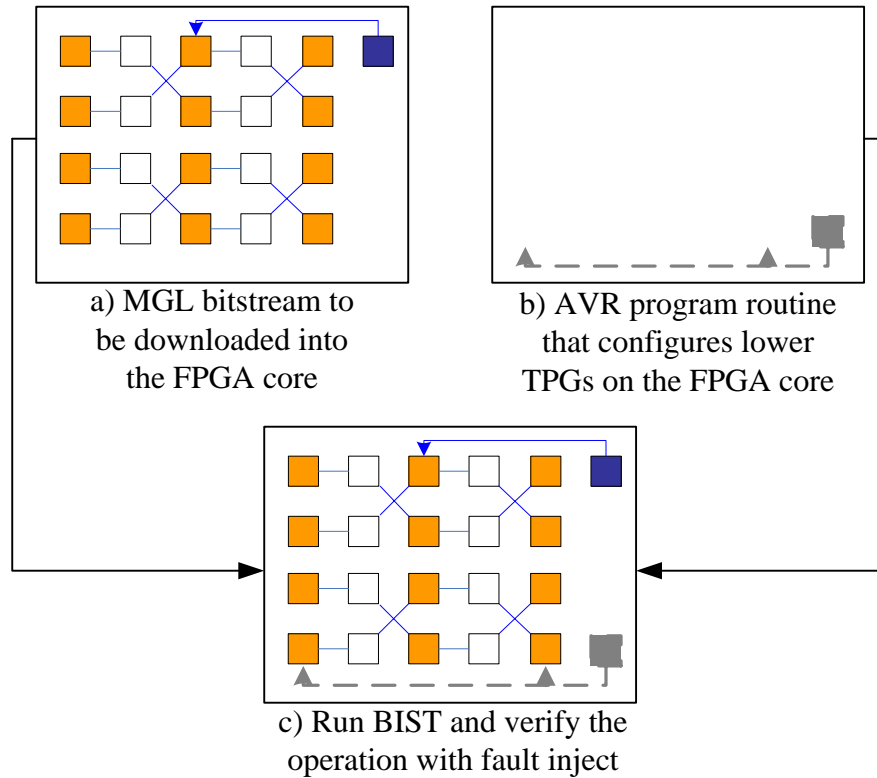 a) MGL bitstream to
be downloaded into
the FPGA core
b) AVR program routine
that configures lower
TPGs on the FPGA core
c) Run BIST and verify the
operation with fault inject